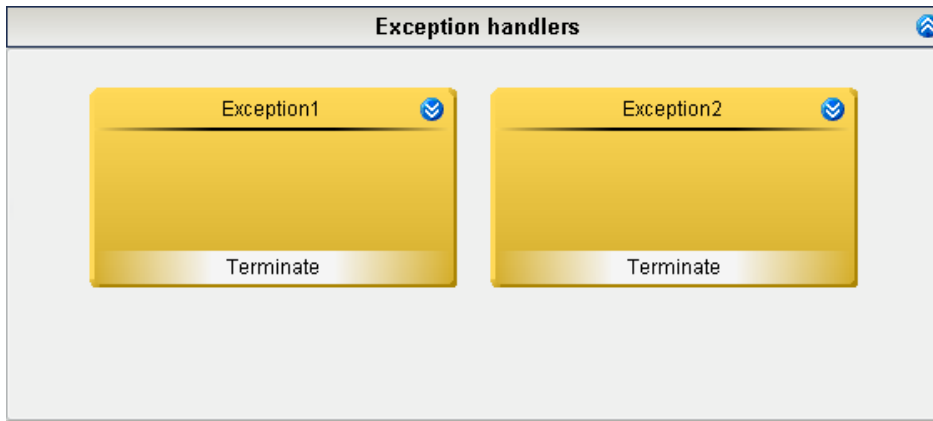 Exception handlers
Exception1
Exception2
Terminate
Terminate